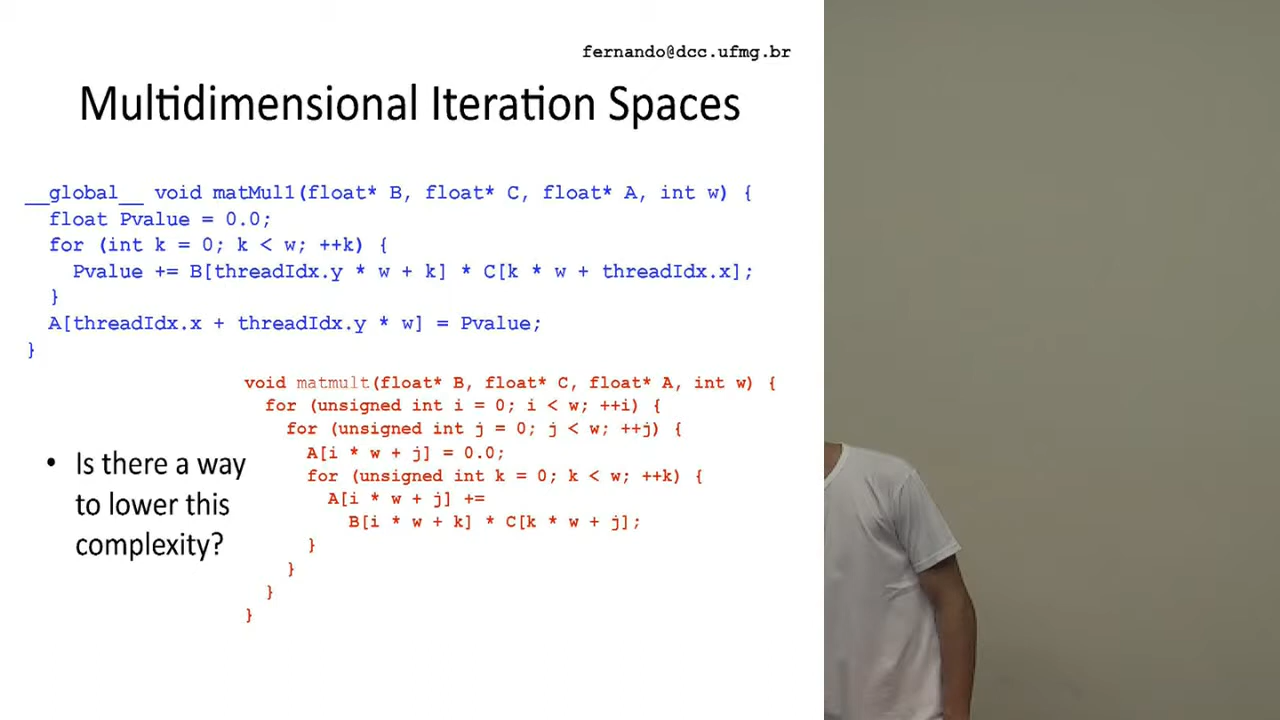 fernando@dcc.ufmg.br
Multidimensional Iteration Spaces
__global__ void matMul1(float* B, float* C, float* A, int w) {
float Pvalue = 0.0;
for (int k = 0; k < w; ++k) {
Pvalue += B[threadIdx.y * w + k] * C[k * w + threadIdx.x];
}
A[threadIdx.x + threadIdx.y * w] = Pvalue;
}
void matmult(float* B, float* C, float* A, int w) {
for (unsigned int i = 0; i < w; ++i) {
for (unsigned int j = 0; j < w; ++j) {
A[i * w + j] = 0.0;
for (unsigned int k = 0; k < w; ++k) {
A[i * w + j] +=
B[i * w + k] * C[k * w + j];
}
}
}
}
• Is there a way
to lower this
complexity?